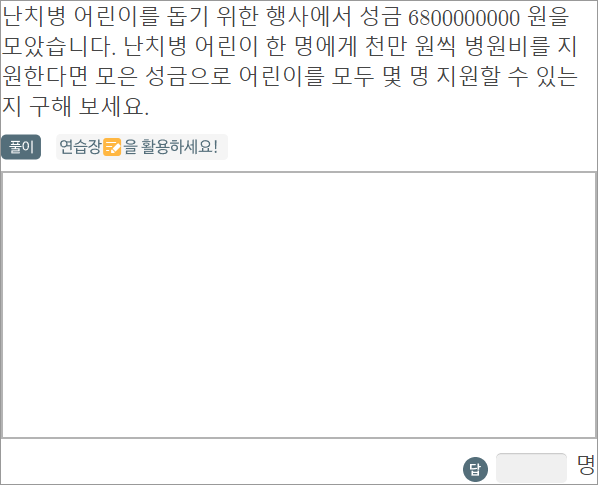 난치병 어린이를 돕기 위한 행사에서 성금 6800000000 원을
모았습니다. 난치병 어린이 한 명에게 천만 원씩 병원비를 지
원한다면 모은 성금으로 어린이를 모두 몇 명 지원할 수 있는
지 구해 보세요.
풀이 연습장을 활용하세요!
답 명